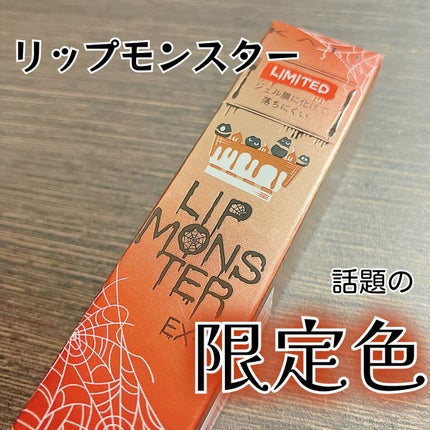 リップモンスター
LIMITED
ジェル膜に化けて
落ちにくい
LIP
MONS
TER
EX
話題の
限定色